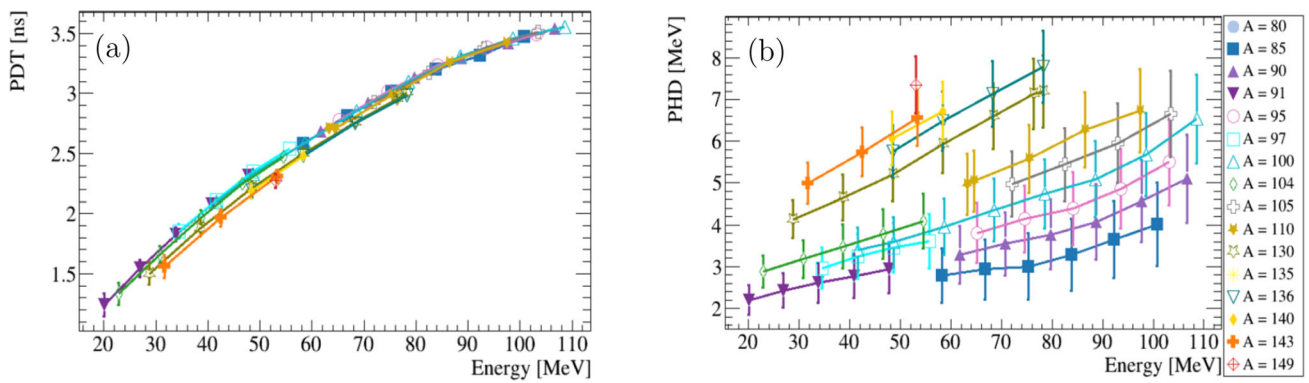 PDT [ns]
(a)
3.5
3
2.5
2
1.5
20 30 40 50 60 70 80 90 100 110
Energy [MeV]
PHD [MeV]
(b)
8
7
6
5
4
3
2
20 30 40 50 60 70 80 90 100 110
Energy [MeV]
A = 80
A = 85
A = 90
A = 91
A = 95
A = 97
A = 100
A = 104
A = 105
A = 110
A = 130
A = 135
A = 136
A = 140
A = 143
A = 149